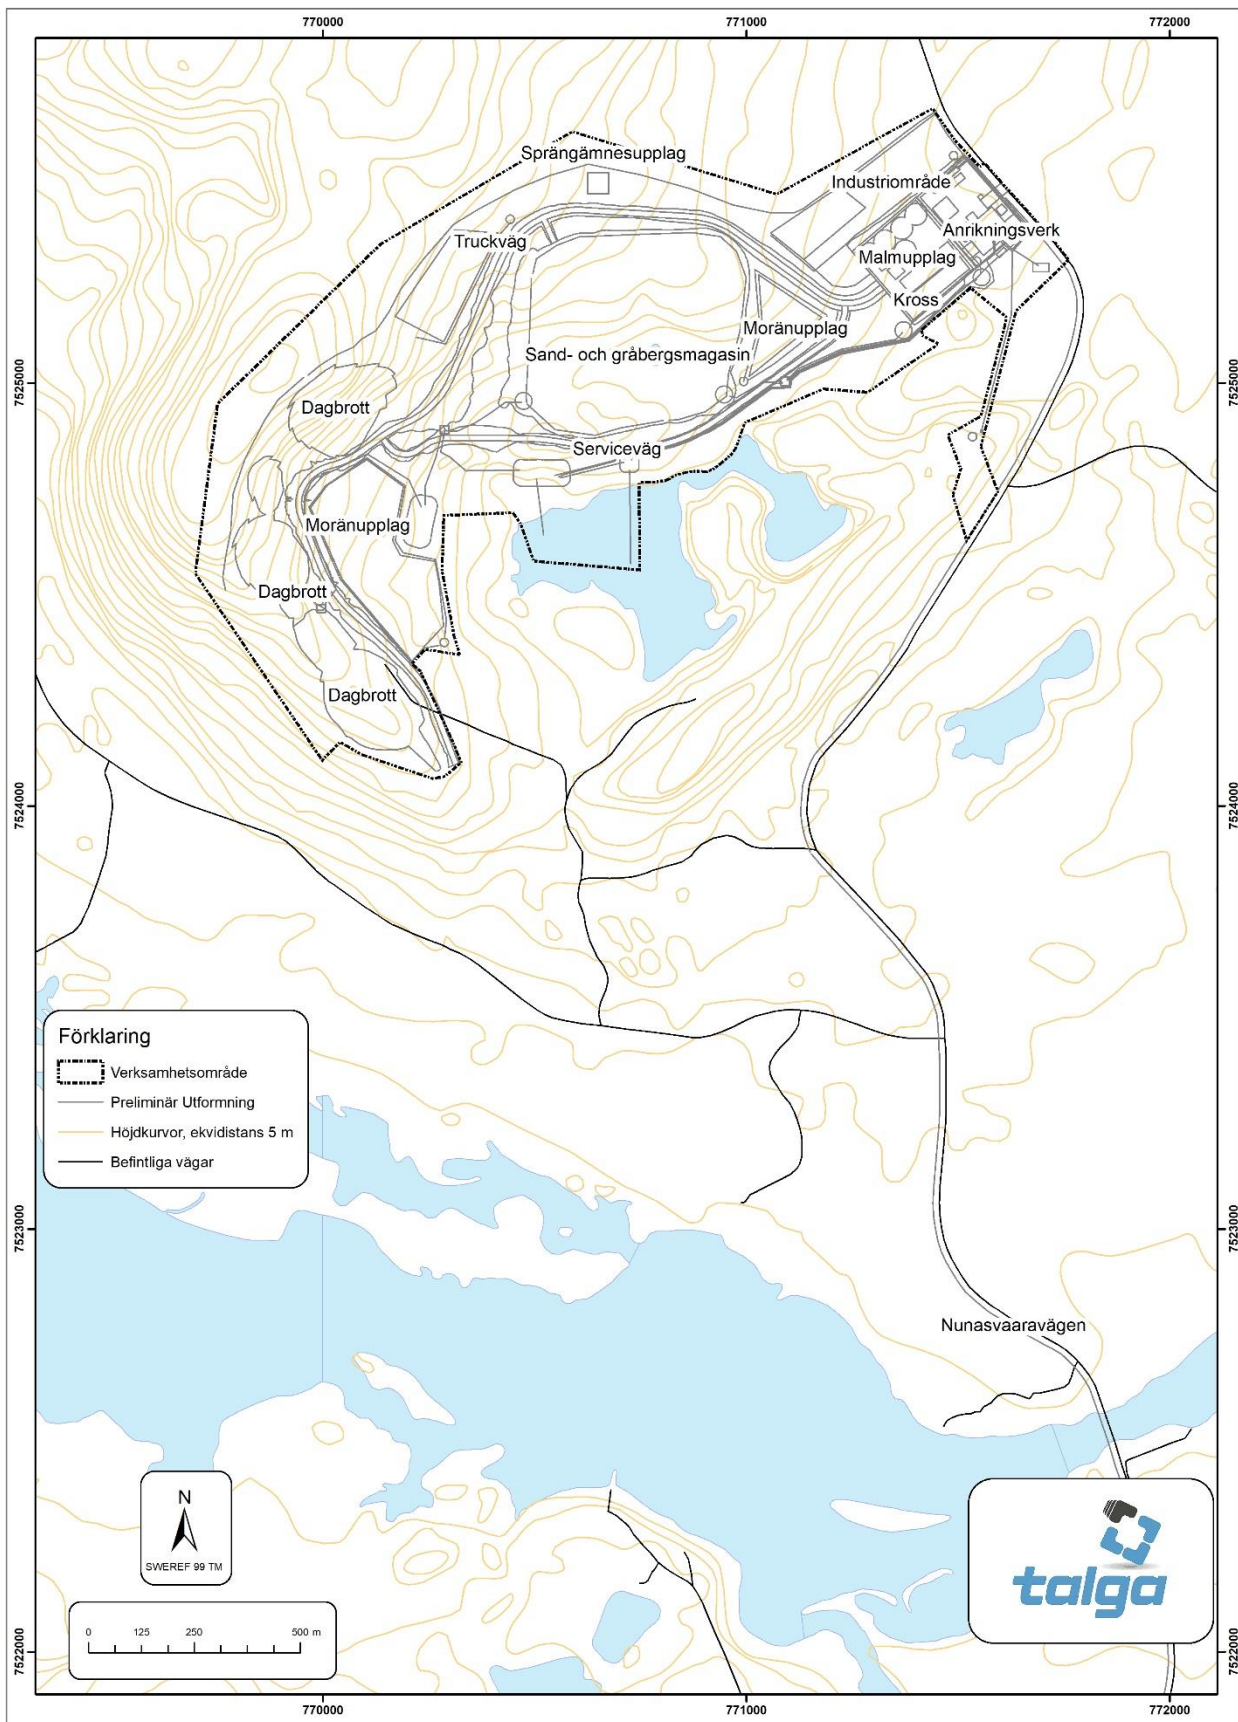 770000
771000
772000
Sprängämnesupplag
Industriområde
Truckväg
Anrikningsverk
Malmupplag
Kross
Moränupplag
Sand- och gråbergsmagasin
7525000
7525000
Dagbrott
Serviceväg
Moränupplag
Dagbrott
Dagbrott
7524000
7524000
Förklaring
Verksamhetsområde
Preliminär Utformning
Höjdkurvor, ekvidistans 5 m
Befintliga vägar
7523000
7523000
Nunasvaaravägen
N
SWEREF 99 TM
talga
0 125 250 500 m
7522000
7522000
770000
771000
772000